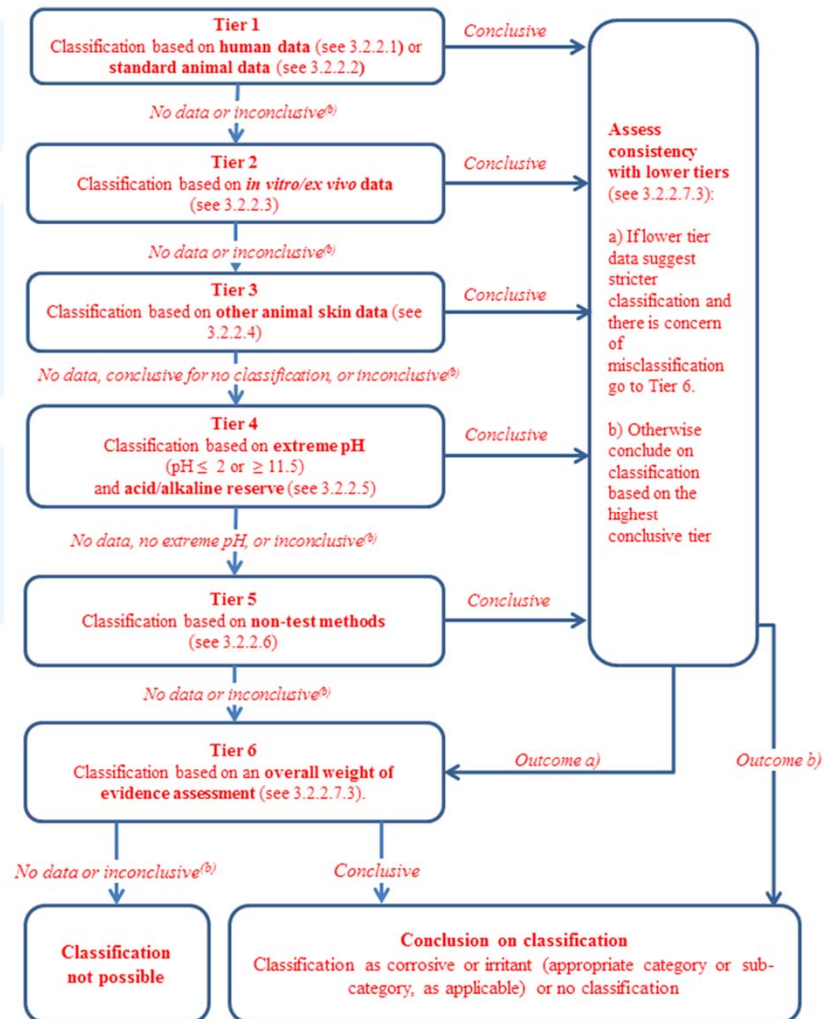 Tier 1
Classification based on human data (see 3.2.2.1) or
standard animal data (see 3.2.2.2)
Conclusive
No data or inconclusive(b)
Tier 2
Classification based on in vitro/ex vivo data
(see 3.2.2.3)
Conclusive
No data or inconclusive(b)
Tier 3
Classification based on other animal skin data (see
3.2.2.4)
Conclusive
No data, conclusive for no classification, or inconclusive(b)
Tier 4
Classification based on extreme pH
(pH ≤ 2 or ≥ 11.5)
and acid/alkaline reserve (see 3.2.2.5)
Conclusive
No data, no extreme pH, or inconclusive(b)
Tier 5
Classification based on non-test methods
(see 3.2.2.6)
Conclusive
No data or inconclusive(b)
Assess
consistency
with lower tiers
(see 3.2.2.7.3):
a) If lower tier
data suggest
stricter
classification and
there is concern
of
misclassification
go to Tier 6.
b) Otherwise
conclude on
classification
based on the
highest
conclusive tier
Tier 6
Classification based on an overall weight of
evidence assessment (see 3.2.2.7.3).
Outcome a)
Outcome b)
No data or inconclusive(b)
Conclusive
Classification
not possible
Conclusion on classification
Classification as corrosive or irritant (appropriate category or sub-
category, as applicable) or no classification